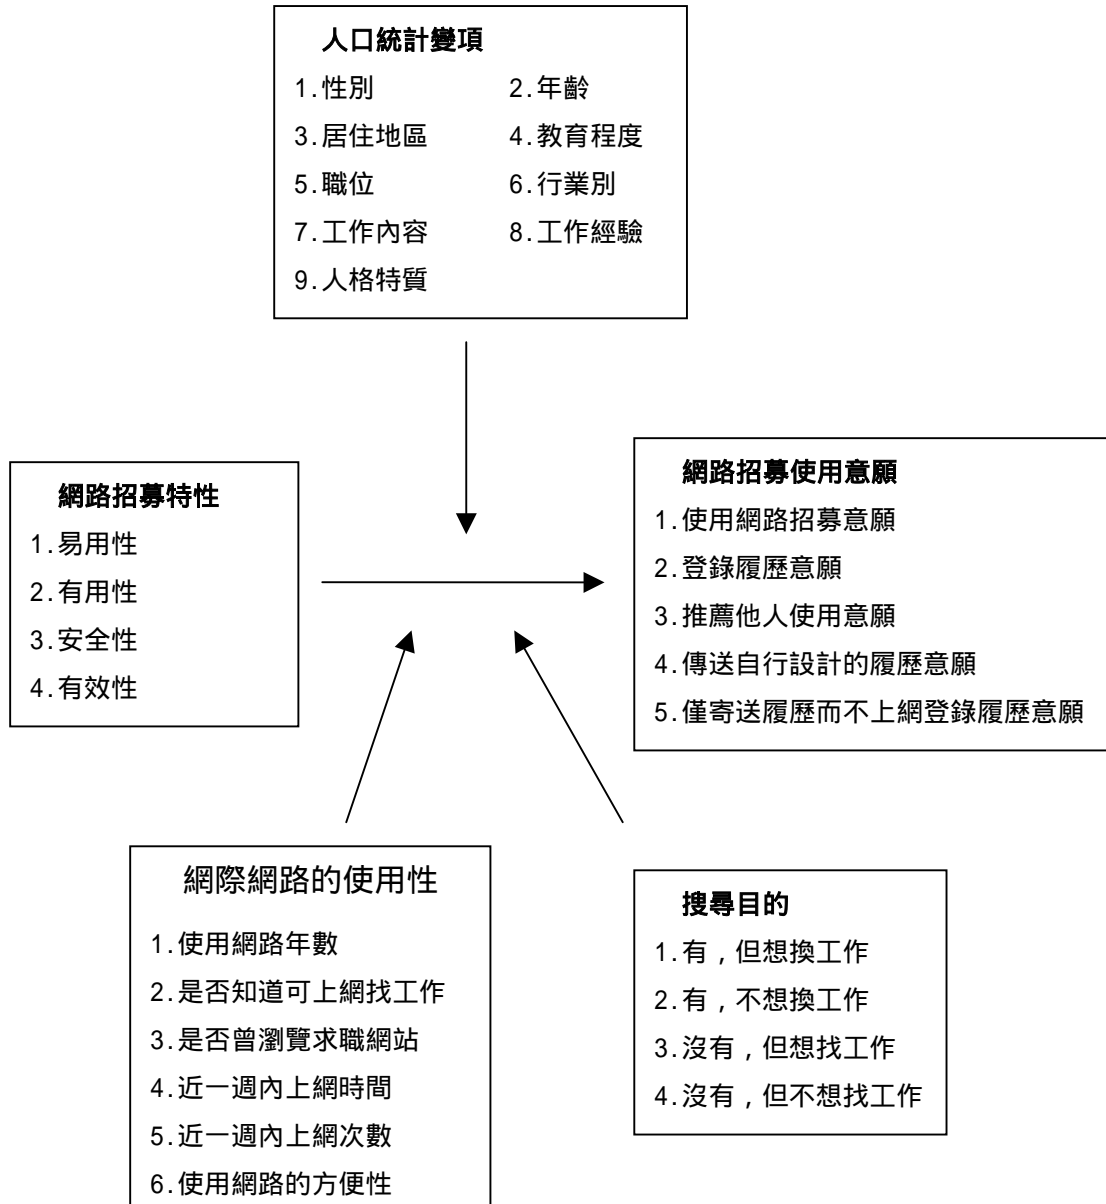 人口統計變項
1.性別 2.年齡
3.居住地區 4.教育程度
5.職位 6.行業別
7.工作內容 8.工作經驗
9.人格特質
網路招募特性
1.易用性
2.有用性
3.安全性
4.有效性
網路招募使用意願
1.使用網路招募意願
2.登錄履歷意願
3.推薦他人使用意願
4.傳送自行設計的履歷意願
5.僅寄送履歷而不上網登錄履歷意願
網際網路的使用性
1.使用網路年數
2.是否知道可上網找工作
3.是否曾瀏覽求職網站
4.近一週內上網時間
5.近一週內上網次數
6.使用網路的方便性
搜尋目的
1.有，但想換工作
2.有，不想換工作
3.沒有，但想找工作
4.沒有，但不想找工作